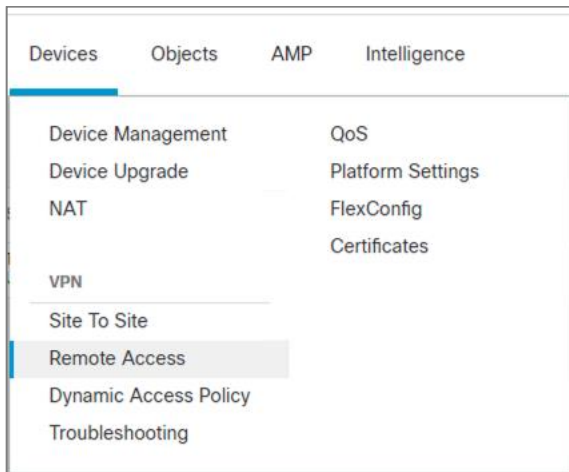 Devices Objects AMP Intelligence
Device Management
Device Upgrade
NAT
VPN
Site To Site
Remote Access
Dynamic Access Policy
Troubleshooting
QoS
Platform Settings
FlexConfig
Certificates